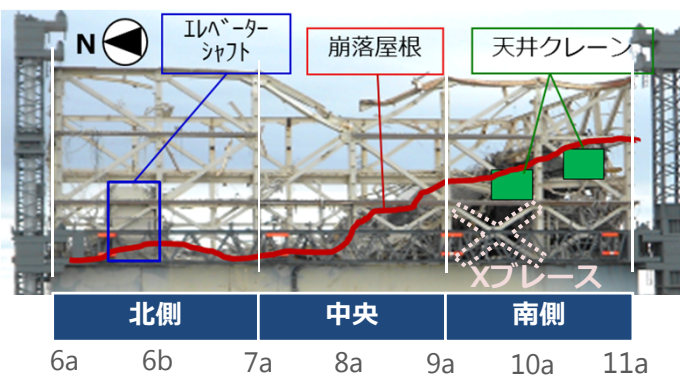 N
ｴﾚﾍﾞｰﾀｰ
ｼｬﾌﾄ
崩落屋根
天井クレーン
Xブレース
北側
中央
南側
6a
6b
7a
8a
9a
10a
11a